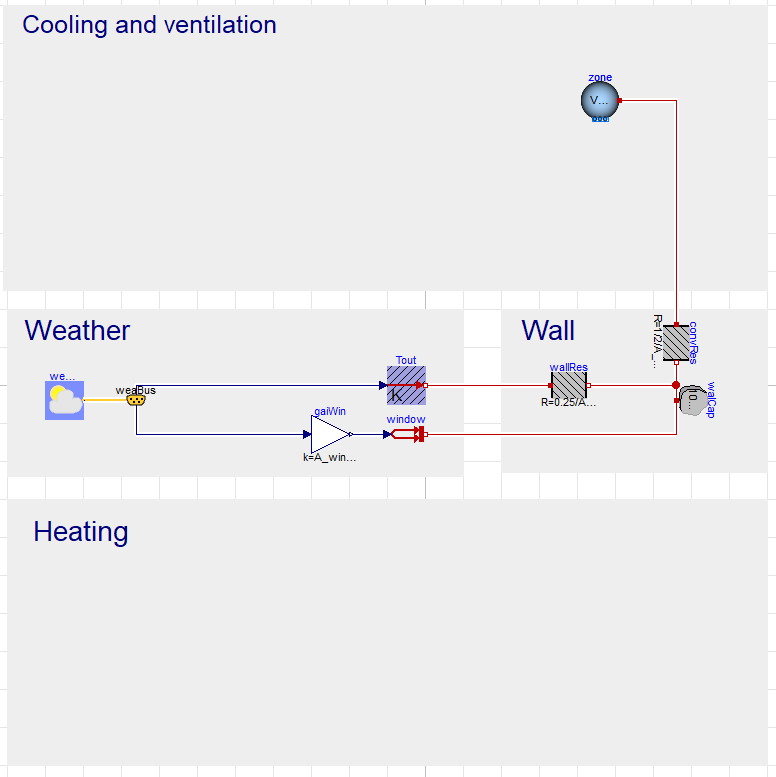 Cooling and ventilation
zone
V...
Weather
Wall
R=1/2/A_...
convRes
we...
weaBus
Tout
K
wallRes
R=0.25/A...
walCap
gaiWin
window
k=A_win...
Heating